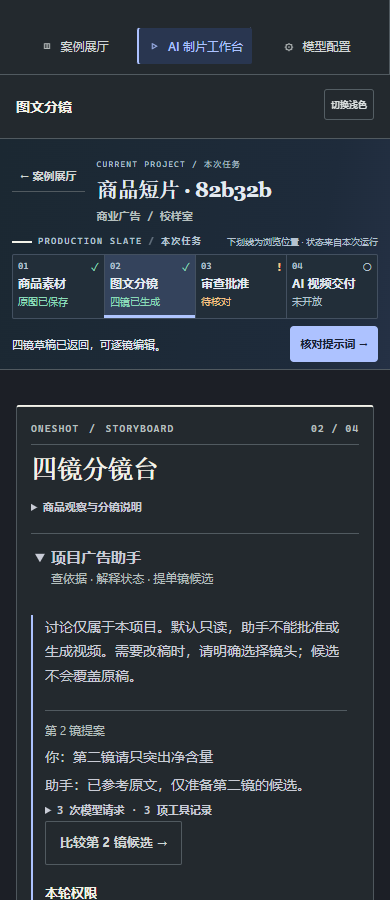 案例展厅
AI 制片工作台
模型配置
图文分镜
切换浅色
← 案例展厅
CURRENT PROJECT / 本次任务
商品短片 · 82b32b
商业广告 / 校样室
PRODUCTION SLATE / 本次任务
下划线为浏览位置 · 状态来自本次运行
01 ✓
商品素材
原图已保存
02 ✓
图文分镜
四镜已生成
03 !
审查批准
待核对
04 ○
AI 视频交付
未开放
四镜草稿已返回，可逐镜编辑。
核对提示词 →
ONESHOT / STORYBOARD
02 / 04
四镜分镜台
▶ 商品观察与分镜说明
▼ 项目广告助手
查依据 · 解释状态 · 提单镜候选
讨论仅属于本项目。默认只读，助手不能批准或
生成视频。需要改稿时，请明确选择镜头；候选
不会覆盖原稿。
第 2 镜提案
你：第二镜请只突出净含量
助手：已参考原文，仅准备第二镜的候选。
▶ 3 次模型请求 · 3 项工具记录
比较第 2 镜候选 →
本轮权限